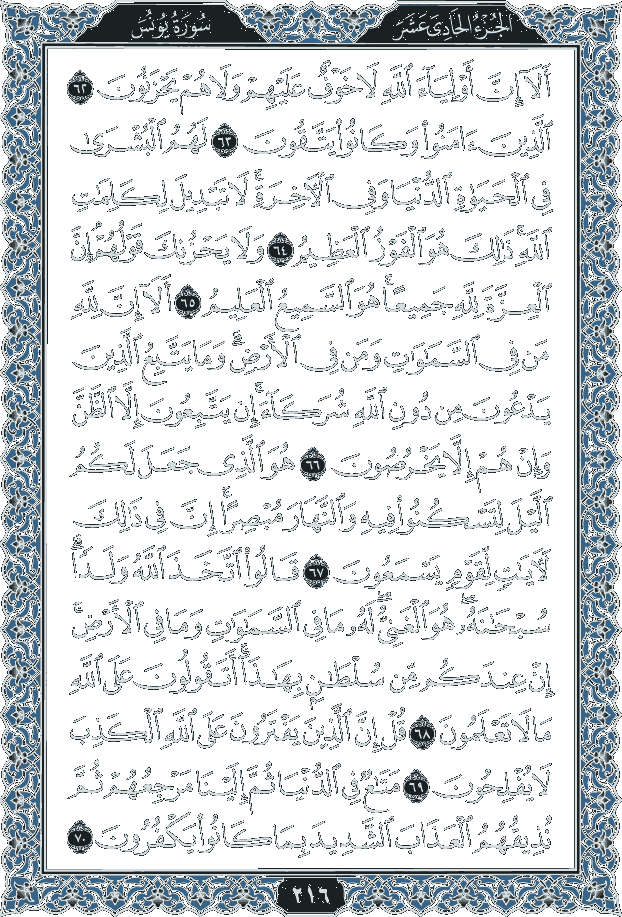 الجزء الحادى عشر
سورة يونس
أَلَآ إِنَّ أَوْلِيَآءَ ٱللَّهِ لَا خَوْفٌ عَلَيْهِمْ وَلَا هُمْ يَحْزَنُونَ ٦٢
ٱلَّذِينَ ءَامَنُوا۟ وَكَانُوا۟ يَتَّقُونَ ٦٣ لَهُمُ ٱلْبُشْرَىٰ
فِى ٱلْحَيَوٰةِ ٱلدُّنْيَا وَفِى ٱلْءَاخِرَةِ ۚ لَا تَبْدِيلَ لِكَلِمَٰتِ
ٱللَّهِ ۚ ذَٰلِكَ هُوَ ٱلْفَوْزُ ٱلْعَظِيمُ ٦٤ وَلَا يَحْزُنكَ قَوْلُهُمْ ۘ إِنَّ
ٱلْعِزَّةَ لِلَّهِ جَمِيعًا ۚ هُوَ ٱلسَّمِيعُ ٱلْعَلِيمُ ٦٥ أَلَآ إِنَّ لِلَّهِ
مَن فِى ٱلسَّمَٰوَٰتِ وَمَن فِى ٱلْأَرْضِ ۗ وَمَا يَتَّبِعُ ٱلَّذِينَ
يَدْعُونَ مِن دُونِ ٱللَّهِ شُرَكَآءَ ۚ إِن يَتَّبِعُونَ إِلَّا ٱلظَّنَّ
وَإِنْ هُمْ إِلَّا يَخْرُصُونَ ٦٦ هُوَ ٱلَّذِى جَعَلَ لَكُمُ
ٱلَّيْلَ لِتَسْكُنُوا۟ فِيهِ وَٱلنَّهَارَ مُبْصِرًا ۚ إِنَّ فِى ذَٰلِكَ
لَءَايَٰتٍ لِّقَوْمٍ يَسْمَعُونَ ٦٧ قَالُوا۟ ٱتَّخَذَ ٱللَّهُ وَلَدًا ۗ
سُبْحَٰنَهُۥ ۖ هُوَ ٱلْغَنِىُّ ۖ لَهُۥ مَا فِى ٱلسَّمَٰوَٰتِ وَمَا فِى ٱلْأَرْضِ ۚ
إِنْ عِندَكُم مِّن سُلْطَٰنٍۭ بِهَٰذَآ ۚ أَتَقُولُونَ عَلَى ٱللَّهِ
مَا لَا تَعْلَمُونَ ٦٨ قُلْ إِنَّ ٱلَّذِينَ يَفْتَرُونَ عَلَى ٱللَّهِ ٱلْكَذِبَ
لَا يُفْلِحُونَ ٦٩ مَتَٰعٌ فِى ٱلدُّنْيَا ثُمَّ إِلَيْنَا مَرْجِعُهُمْ ثُمَّ
نُذِيقُهُمُ ٱلْعَذَابَ ٱلشَّدِيدَ بِمَا كَانُوا۟ يَكْفُرُونَ ٧٠
٢١٦